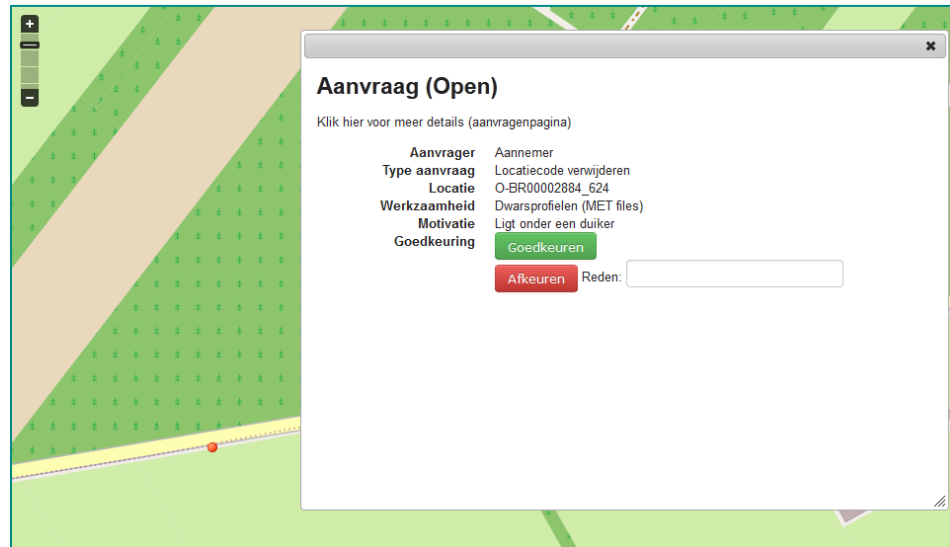 Aanvraag (Open)
Klik hier voor meer details (aanvragenpagina)
Aanvrager Aannemer
Type aanvraag Locatiecode verwijderen
Locatie O-BR00002884_624
Werkzaamheid Dwarsprofielen (MET files)
Motivatie Ligt onder een duiker
Goedkeuring Goedkeuren
Afkeuren Reden: